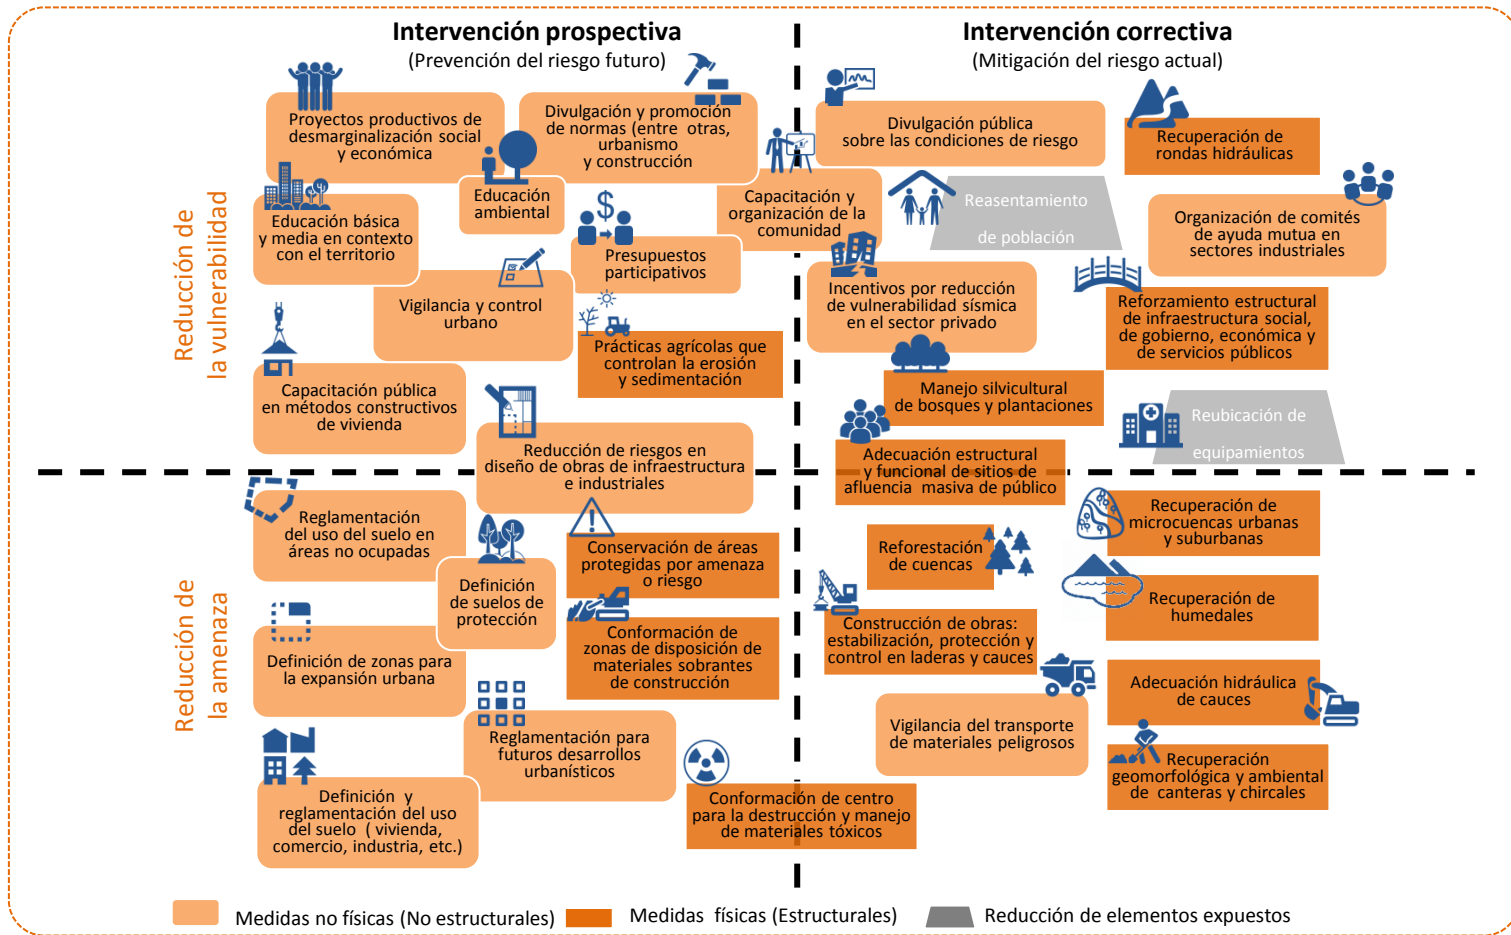 Intervención prospectiva
(Prevención del riesgo futuro)
Intervención correctiva
(Mitigación del riesgo actual)
Reducción de
la vulnerabilidad
Proyectos productivos de
desmarginalización social
y económica
Divulgación y promoción
de normas (entre otras,
urbanismo
y construcción
Educación
ambiental
Educación básica
y media en contexto
con el territorio
$
Presupuestos
participativos
Capacitación y
organización de la
comunidad
Vigilancia y control
urbano
Prácticas agrícolas que
controlan la erosión
y sedimentación
Capacitación pública
en métodos constructivos
de vivienda
Reducción de riesgos en
diseño de obras de infraestructura
e industriales
Divulgación pública
sobre las condiciones de riesgo
Recuperación de
rondas hidráulicas
Reasentamiento
de población
Organización de comités
de ayuda mutua en
sectores industriales
Incentivos por reducción
de vulnerabilidad sísmica
en el sector privado
Reforzamiento estructural
de infraestructura social,
de gobierno, económica y
de servicios públicos
Manejo silvicultural
de bosques y plantaciones
Reubicación de
equipamientos
Adecuación estructural
y funcional de sitios de
afluencia masiva de público
Reducción de
la amenaza
Reglamentación
del uso del suelo en
áreas no ocupadas
Conservación de áreas
protegidas por amenaza
o riesgo
Definición
de suelos de
protección
Definición de zonas para
la expansión urbana
Conformación de
zonas de disposición de
materiales sobrantes
de construcción
Reglamentación para
futuros desarrollos
urbanísticos
Definición y
reglamentación del uso
del suelo ( vivienda,
comercio, industria, etc.)
Conformación de centro
para la destrucción y manejo
de materiales tóxicos
Recuperación de
microcuencas urbanas
y suburbanas
Reforestación
de cuencas
Recuperación de
humedales
Construcción de obras:
estabilización, protección y
control en laderas y cauces
Adecuación hidráulica
de cauces
Vigilancia del transporte
de materiales peligrosos
Recuperación
geomorfológica y ambiental
de canteras y chircales
Medidas no físicas (No estructurales)
Medidas físicas (Estructurales)
Reducción de elementos expuestos